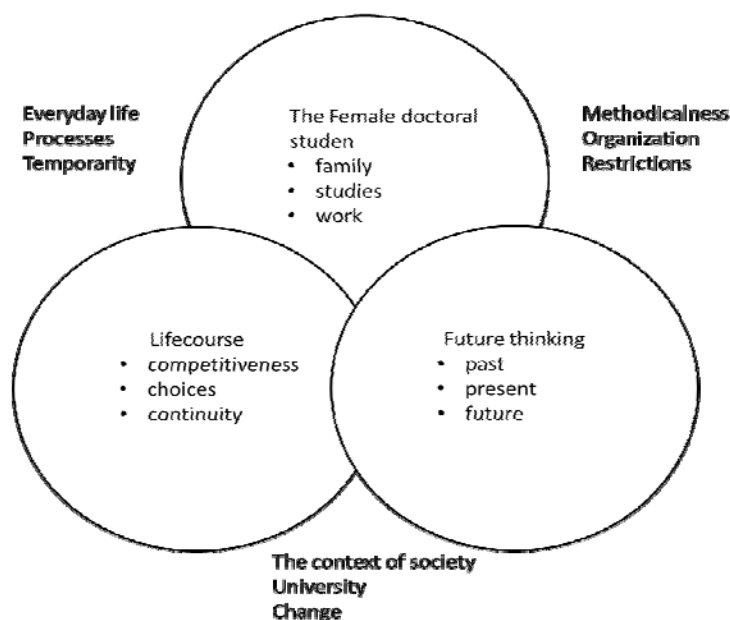 Everyday life
Processes
Temporarity
The Female doctoral
studen
• family
• studies
• work
Methodicalness
Organization
Restrictions
Lifecourse
• competitiveness
• choices
• continuity
Future thinking
• past
• present
• future
The context of society
University
Change